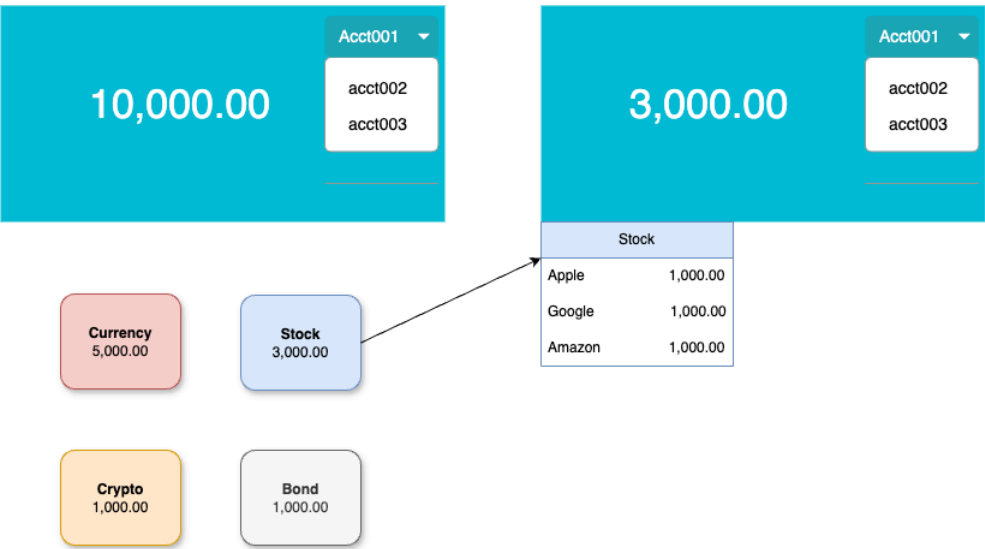 Acct001
10,000.00
acct002
acct003
Acct001
3,000.00
acct002
acct003
Stock
Apple 1,000.00
Google 1,000.00
Amazon 1,000.00
Currency
5,000.00
Stock
3,000.00
Crypto
1,000.00
Bond
1,000.00